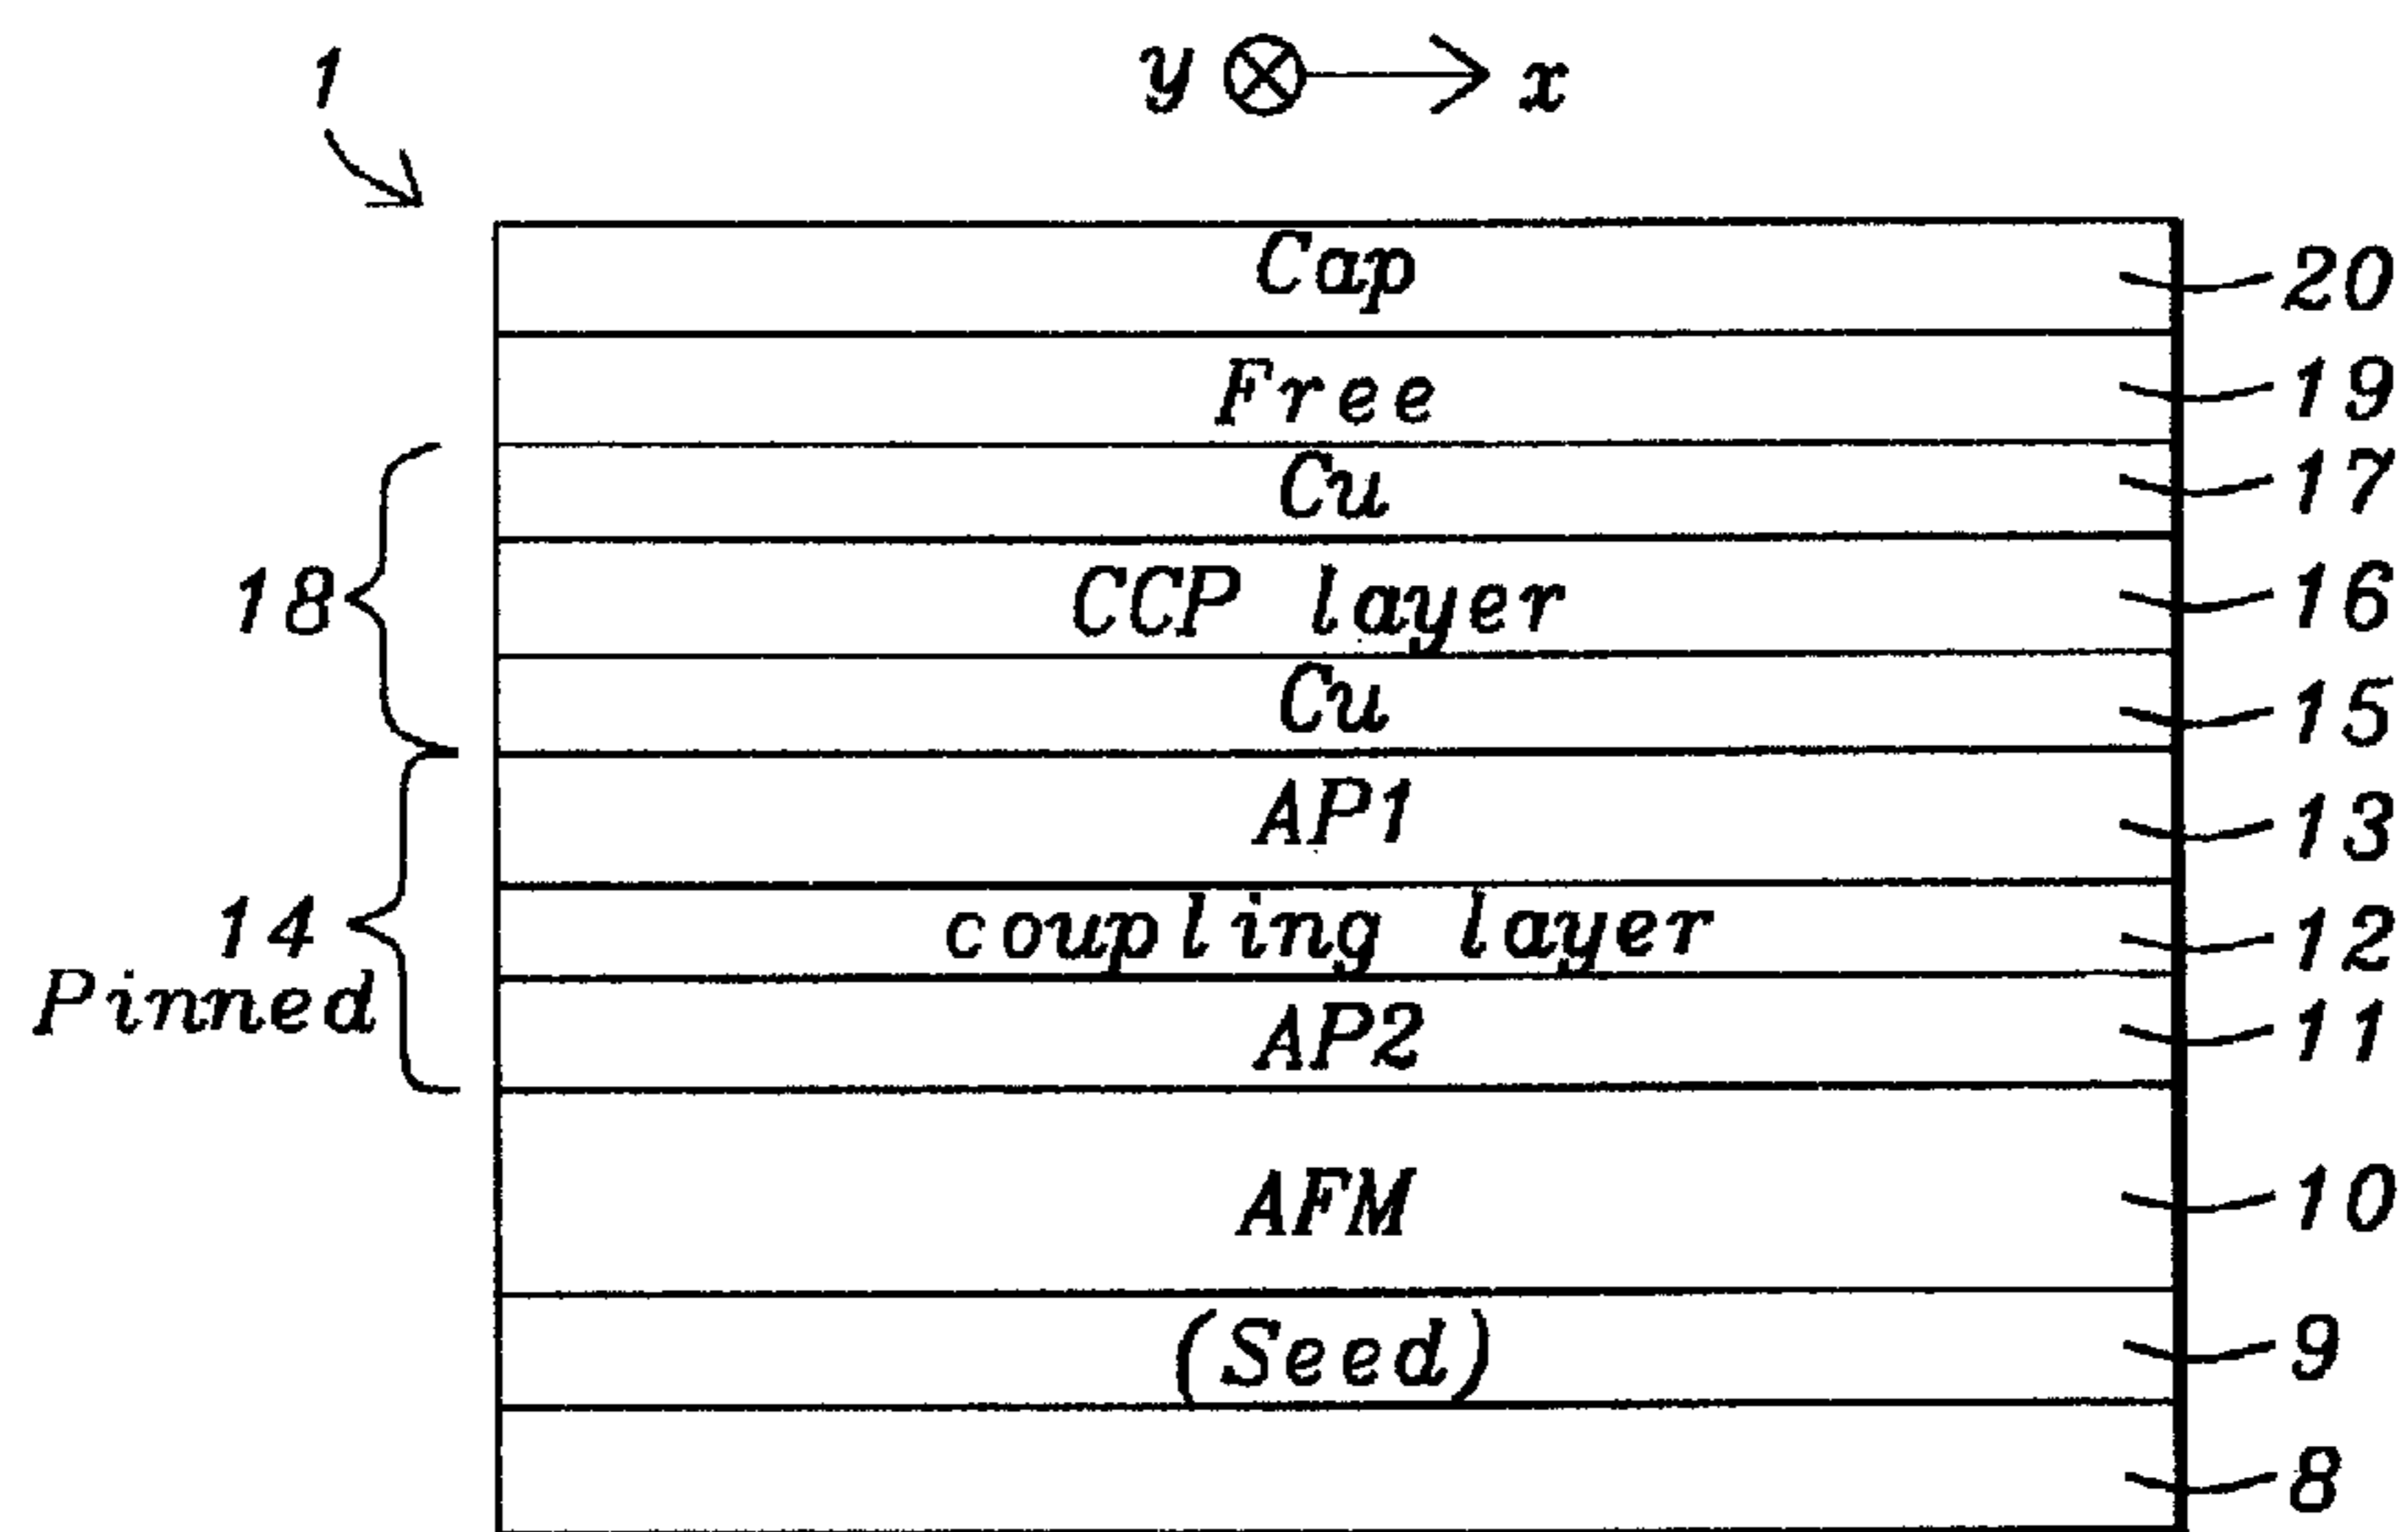 1
y x
Cap 20
Free 19
Cu 17
18 CCP layer 16
Cu 15
AP1 13
14 coupling layer 12
Pinned
AP2 11
AFM 10
(Seed) 9
8